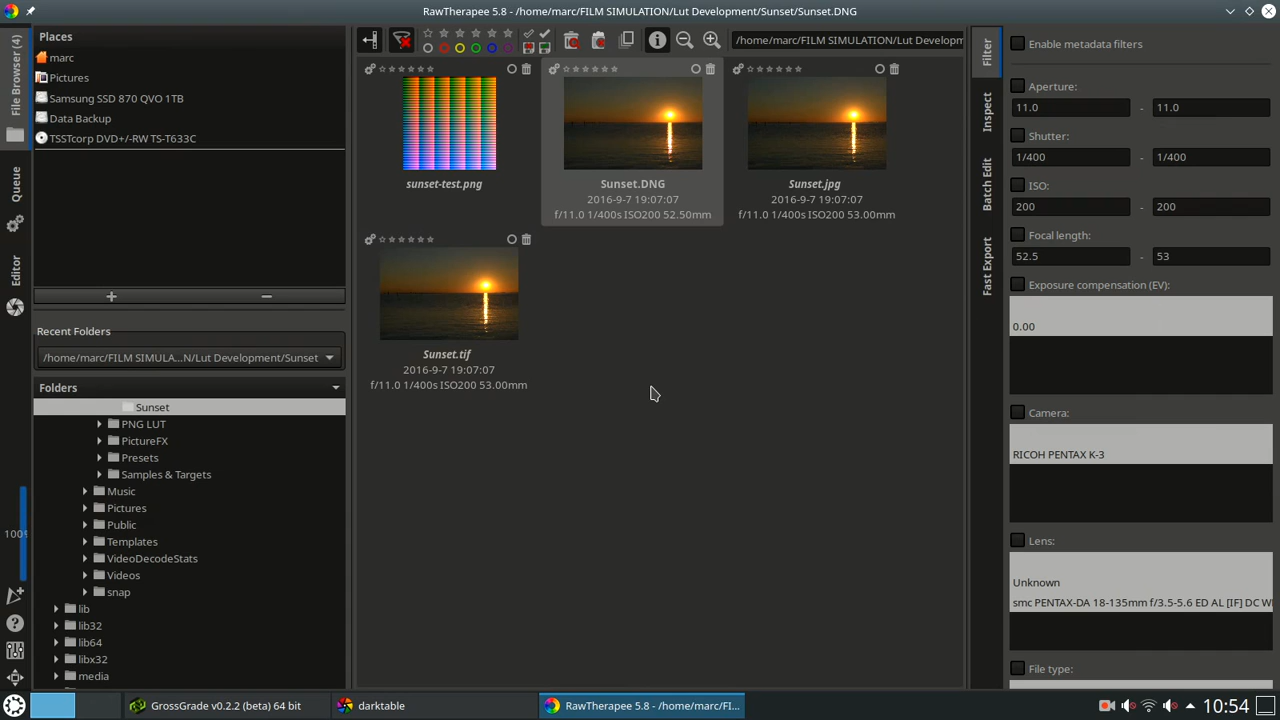 RawTherapee 5.8 - /home/marc/FILM SIMULATION/Lut Development/Sunset/Sunset.DNG
File Browser (4)
Queue
Editor
100%
Places
marc
Pictures
Samsung SSD 870 QVO 1TB
Data Backup
TSSTcorp DVD+/-RW TS-T633C
+
−
Recent Folders
/home/marc/FILM SIMULA...N/Lut Development/Sunset
Folders
Sunset
PNG LUT
PictureFX
Presets
Samples & Targets
Music
Pictures
Public
Templates
VideoDecodeStats
Videos
snap
lib
lib32
lib64
libx32
media
/home/marc/FILM SIMULATION/Lut Developm
sunset-test.png
Sunset.DNG
2016-9-7 19:07:07
f/11.0 1/400s ISO200 52.50mm
Sunset.jpg
2016-9-7 19:07:07
f/11.0 1/400s ISO200 53.00mm
Sunset.tif
2016-9-7 19:07:07
f/11.0 1/400s ISO200 53.00mm
Filter
Inspect
Batch Edit
Fast Export
Enable metadata filters
Aperture:
11.0 - 11.0
Shutter:
1/400 - 1/400
ISO:
200 - 200
Focal length:
52.5 - 53
Exposure compensation (EV):
0.00
Camera:
RICOH PENTAX K-3
Lens:
Unknown
smc PENTAX-DA 18-135mm f/3.5-5.6 ED AL [IF] DC W
File type:
GrossGrade v0.2.2 (beta) 64 bit
darktable
RawTherapee 5.8 - /home/marc/FI...
10:54